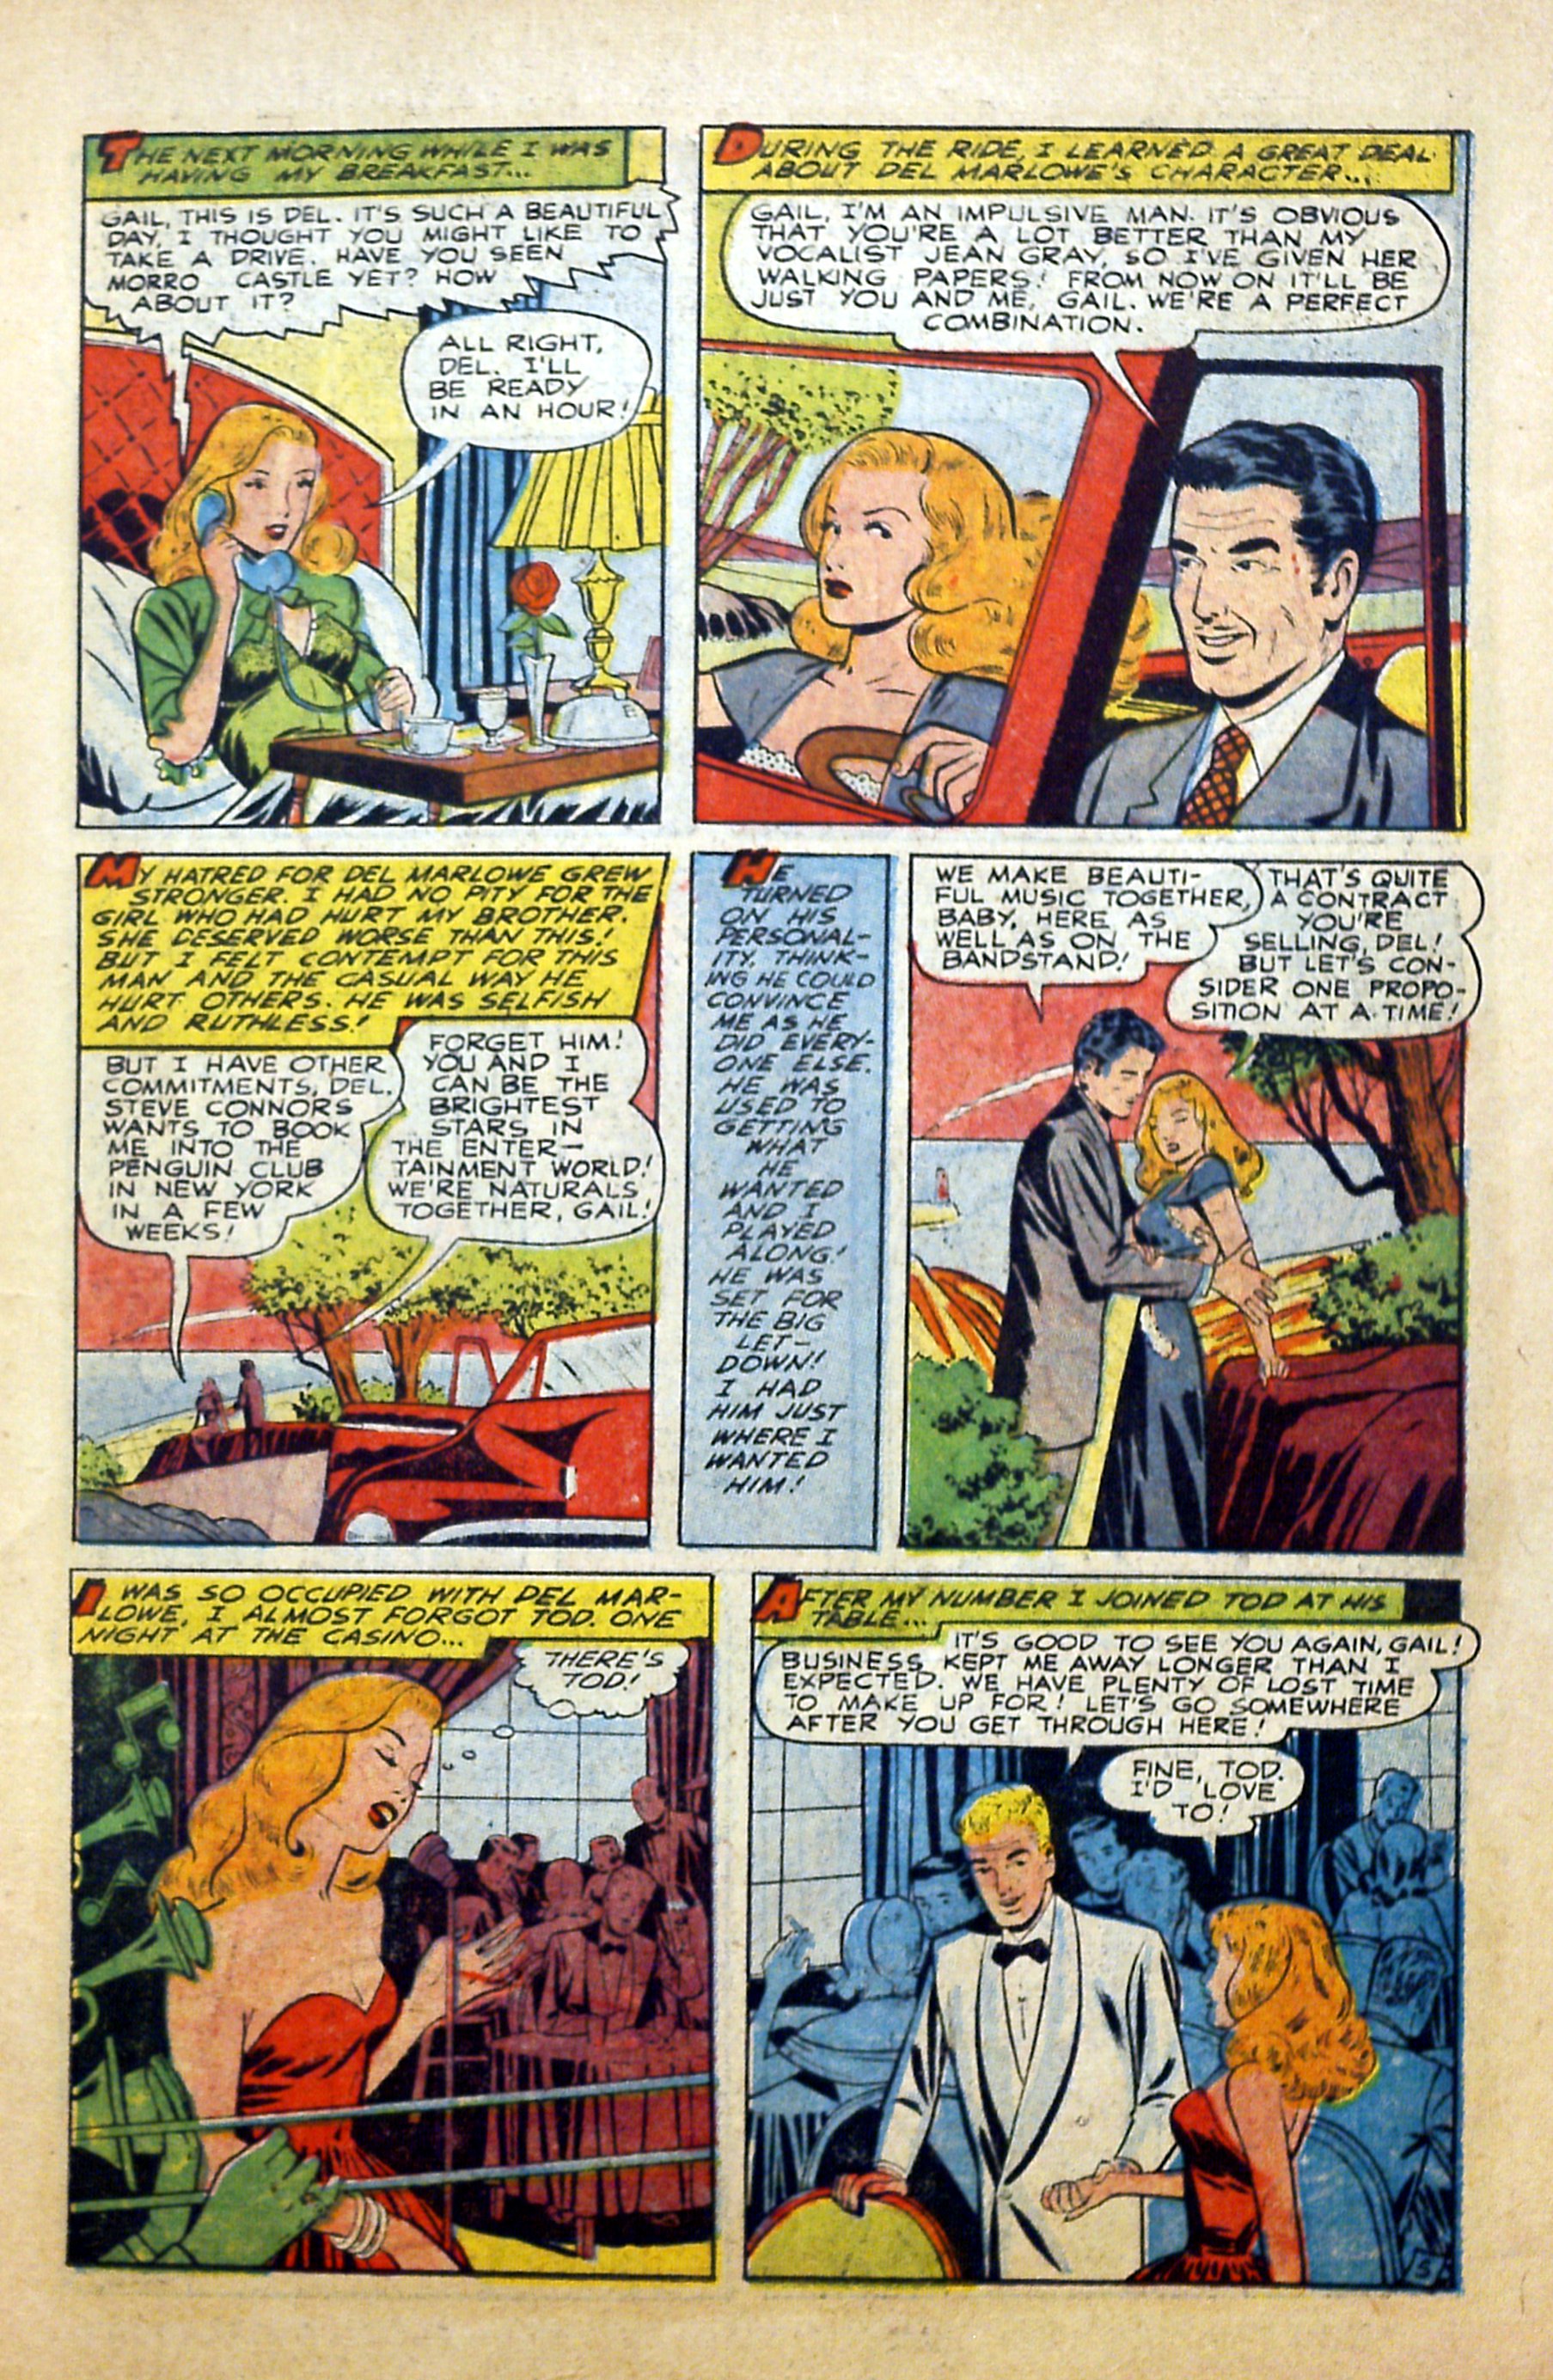 THE NEXT MORNING WHILE I WAS
HAVING MY BREAKFAST...
GAIL, THIS IS DEL. IT'S SUCH A BEAUTIFUL
DAY, I THOUGHT YOU MIGHT LIKE TO
TAKE A DRIVE. HAVE YOU SEEN
MORRO CASTLE YET? HOW
ABOUT IT?
ALL RIGHT,
DEL. I'LL
BE READY
IN AN HOUR!
DURING THE RIDE, I LEARNED A GREAT DEAL
ABOUT DEL MARLOWE'S CHARACTER...
GAIL, I'M AN IMPULSIVE MAN. IT'S OBVIOUS
THAT YOU'RE A LOT BETTER THAN MY
VOCALIST JEAN GRAY, SO I'VE GIVEN HER
WALKING PAPERS! FROM NOW ON IT'LL BE
JUST YOU AND ME, GAIL. WE'RE A PERFECT
COMBINATION.
MY HATRED FOR DEL MARLOWE GREW
STRONGER. I HAD NO PITY FOR THE
GIRL WHO HAD HURT MY BROTHER.
SHE DESERVED WORSE THAN THIS!
BUT I FELT CONTEMPT FOR THIS
MAN AND THE CASUAL WAY HE
HURT OTHERS. HE WAS SELFISH
AND RUTHLESS!
BUT I HAVE OTHER
COMMITMENTS, DEL.
STEVE CONNORS
WANTS TO BOOK
ME INTO THE
PENGUIN CLUB
IN NEW YORK
IN A FEW
WEEKS!
FORGET HIM!
YOU AND I
CAN BE THE
BRIGHTEST
STARS IN
THE ENTER-
TAINMENT WORLD!
WE'RE NATURALS
TOGETHER, GAIL!
HE
TURNED
ON HIS
PERSONAL-
ITY, THINK-
ING HE COULD
CONVINCE
ME AS HE
DID EVERY-
ONE ELSE.
HE WAS
USED TO
GETTING
WHAT
HE
WANTED
AND I
PLAYED
ALONG!
HE WAS
SET FOR
THE BIG
LET-
DOWN!
I HAD
HIM JUST
WHERE I
WANTED
HIM!
WE MAKE BEAUTI-
FUL MUSIC TOGETHER,
BABY, HERE AS
WELL AS ON THE
BANDSTAND!
THAT'S QUITE
A CONTRACT
YOU'RE
SELLING, DEL!
BUT LET'S CON-
SIDER ONE PROPO-
SITION AT A TIME!
I WAS SO OCCUPIED WITH DEL MAR-
LOWE, I ALMOST FORGOT TOD. ONE
NIGHT AT THE CASINO...
THERE'S
TOD!
AFTER MY NUMBER I JOINED TOD AT HIS
TABLE...
IT'S GOOD TO SEE YOU AGAIN, GAIL!
BUSINESS KEPT ME AWAY LONGER THAN I
EXPECTED. WE HAVE PLENTY OF LOST TIME
TO MAKE UP FOR! LET'S GO SOMEWHERE
AFTER YOU GET THROUGH HERE!
FINE, TOD.
I'D LOVE
TO!
5